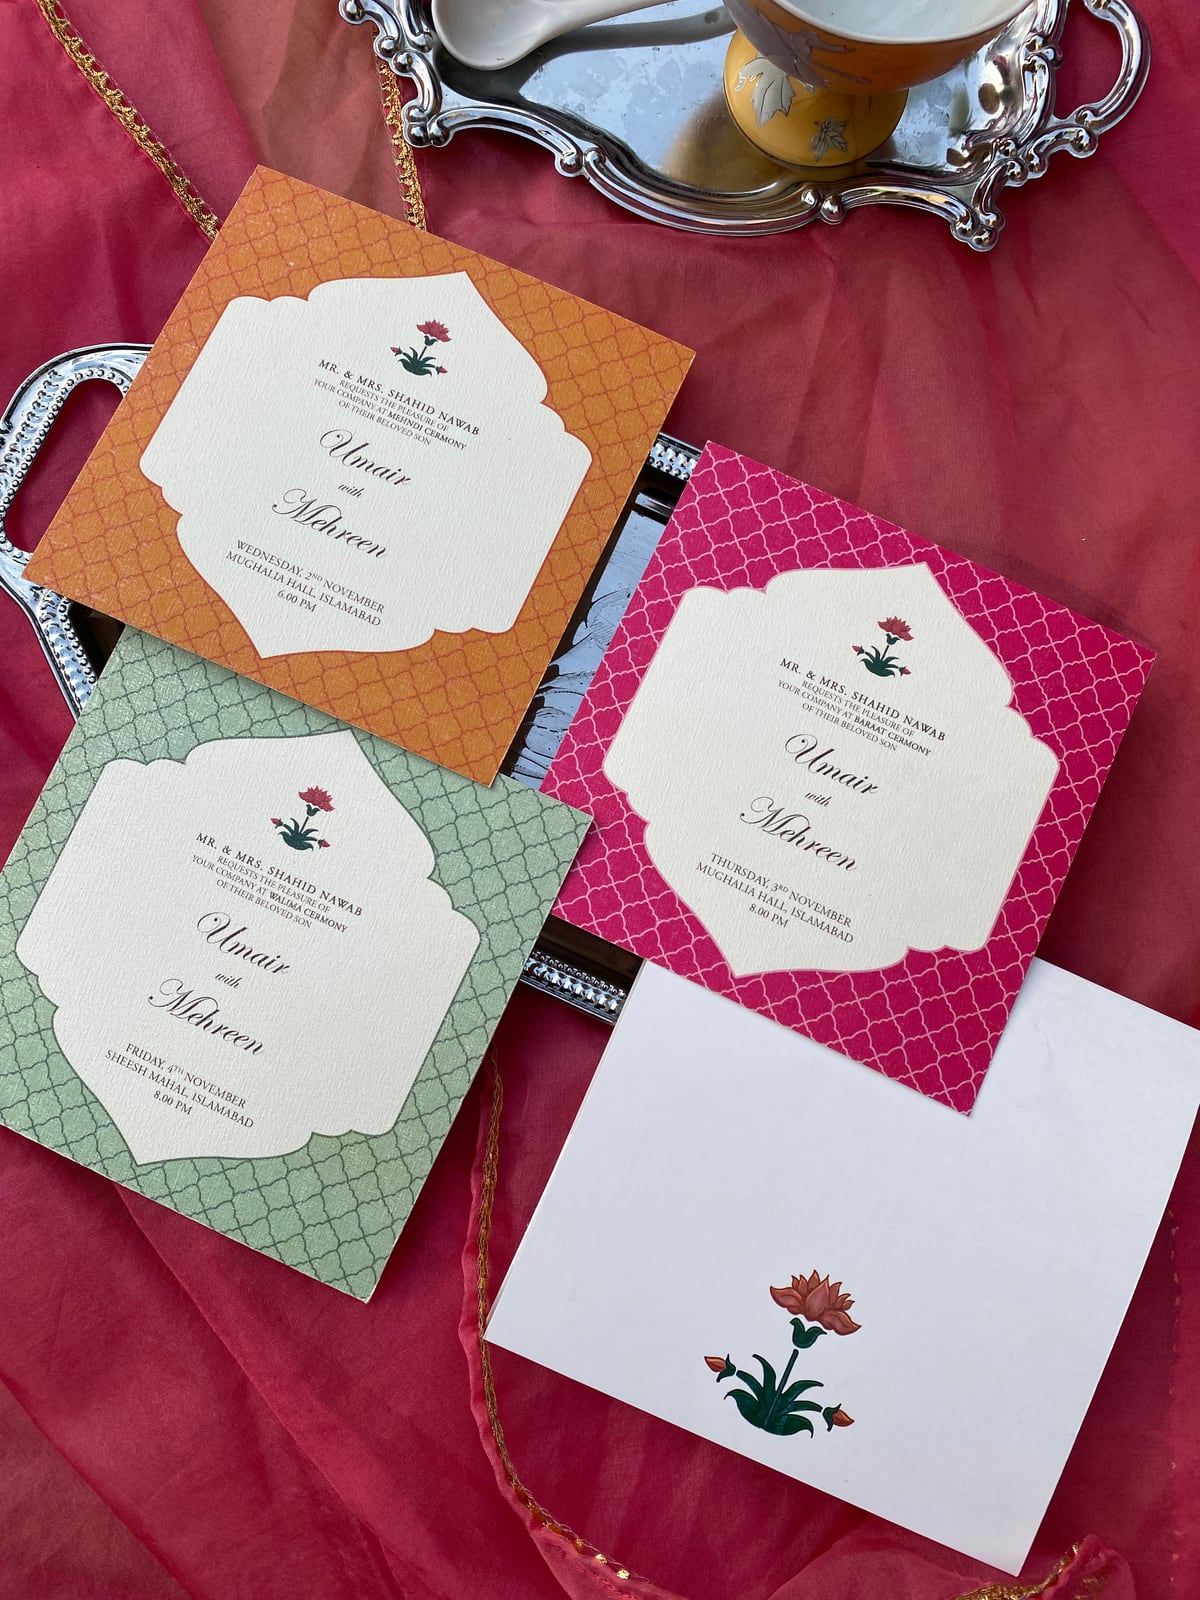 MR. & MRS. SHAHID NAWAB
REQUESTS THE PLEASURE OF
YOUR COMPANY AT MEHNDI CERMONY
OF THEIR BELOVED SON
Umair
with
Mehreen
WEDNESDAY, 2ND NOVEMBER
MUGHALIA HALL, ISLAMABAD
6.00 PM
MR. & MRS. SHAHID NAWAB
REQUESTS THE PLEASURE OF
YOUR COMPANY AT BARAAT CERMONY
OF THEIR BELOVED SON
Umair
with
Mehreen
THURSDAY, 3RD NOVEMBER
MUGHALIA HALL, ISLAMABAD
8.00 PM
MR. & MRS. SHAHID NAWAB
REQUESTS THE PLEASURE OF
YOUR COMPANY AT WALIMA CERMONY
OF THEIR BELOVED SON
Umair
with
Mehreen
FRIDAY, 4TH NOVEMBER
SHEESH MAHAL, ISLAMABAD
8.00 PM